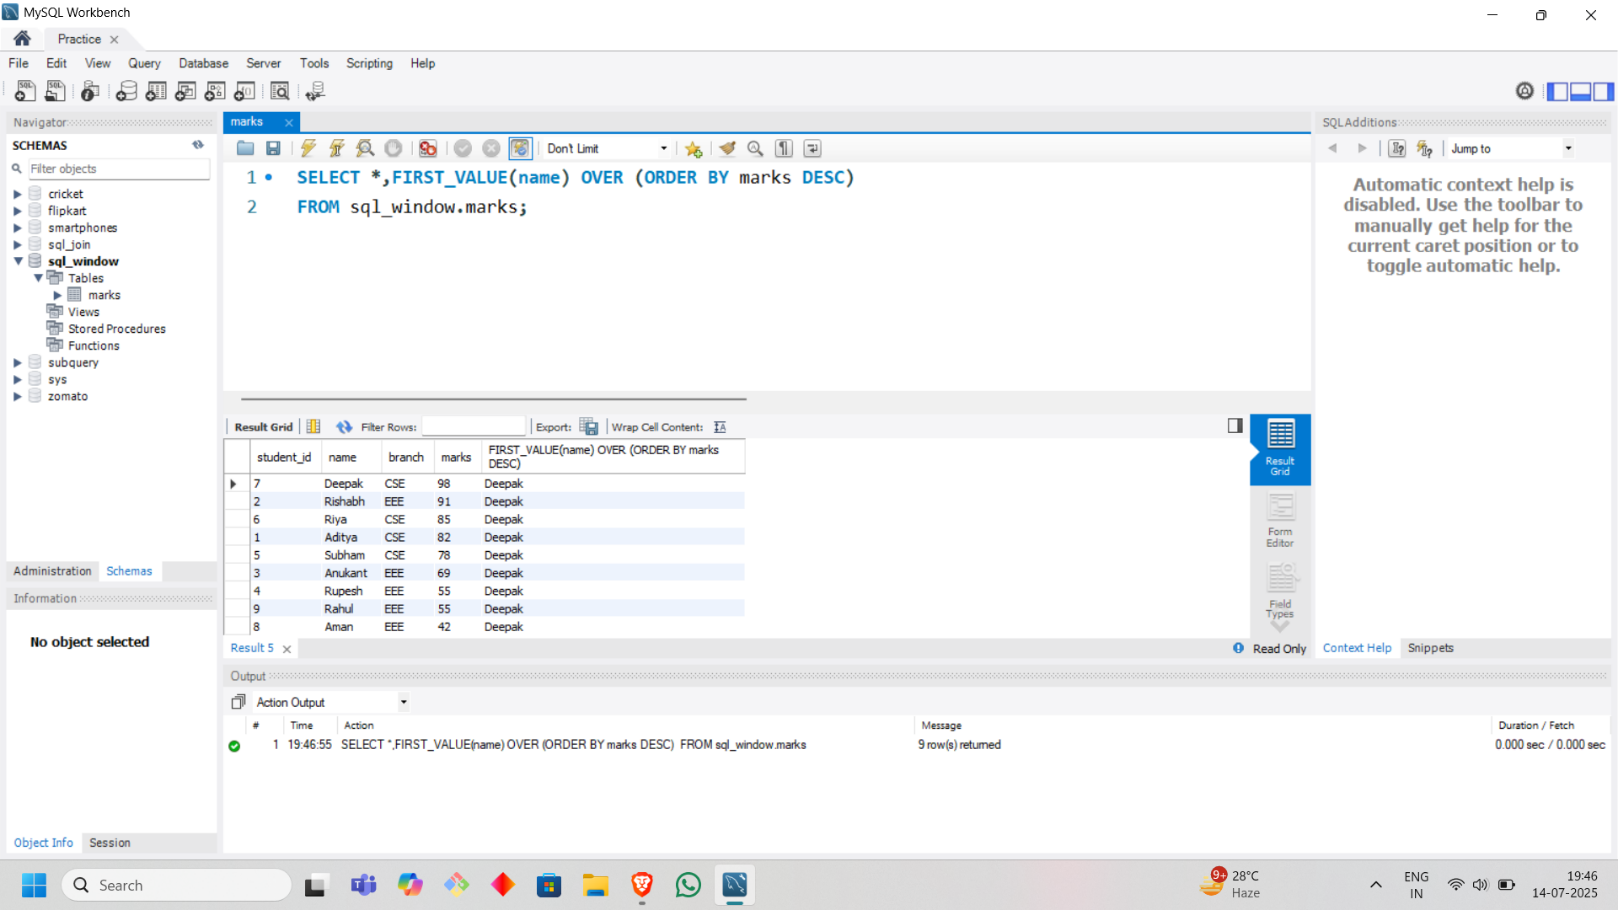 MySQL Workbench
Practice
File Edit View Query Database Server Tools Scripting Help
Navigator
SCHEMAS
Filter objects
cricket
flipkart
smartphones
sql_join
sql_window
Tables
marks
Views
Stored Procedures
Functions
subquery
sys
zomato
Administration Schemas
Information
No object selected
Object Info Session
marks
Don't Limit
1 SELECT *,FIRST_VALUE(name) OVER (ORDER BY marks DESC)
2 FROM sql_window.marks;
Result Grid Filter Rows: Export: Wrap Cell Content:
student_id name branch marks FIRST_VALUE(name) OVER (ORDER BY marks
DESC)
7 Deepak CSE 98 Deepak
2 Rishabh EEE 91 Deepak
6 Riya CSE 85 Deepak
1 Aditya CSE 82 Deepak
5 Subham CSE 78 Deepak
3 Anukant EEE 69 Deepak
4 Rupesh EEE 55 Deepak
9 Rahul EEE 55 Deepak
8 Aman EEE 42 Deepak
Result
Grid
Form
Editor
Field
Types
Result 5
Read Only
SQLAdditions
Jump to
Automatic context help is
disabled. Use the toolbar to
manually get help for the
current caret position or to
toggle automatic help.
Context Help Snippets
Output
Action Output
# Time Action Message Duration / Fetch
1 19:46:55 SELECT *,FIRST_VALUE(name) OVER (ORDER BY marks DESC) FROM sql_window.marks 9 row(s) returned 0.000 sec / 0.000 sec
Search
9+
28°C
Haze
ENG
IN
19:46
14-07-2025